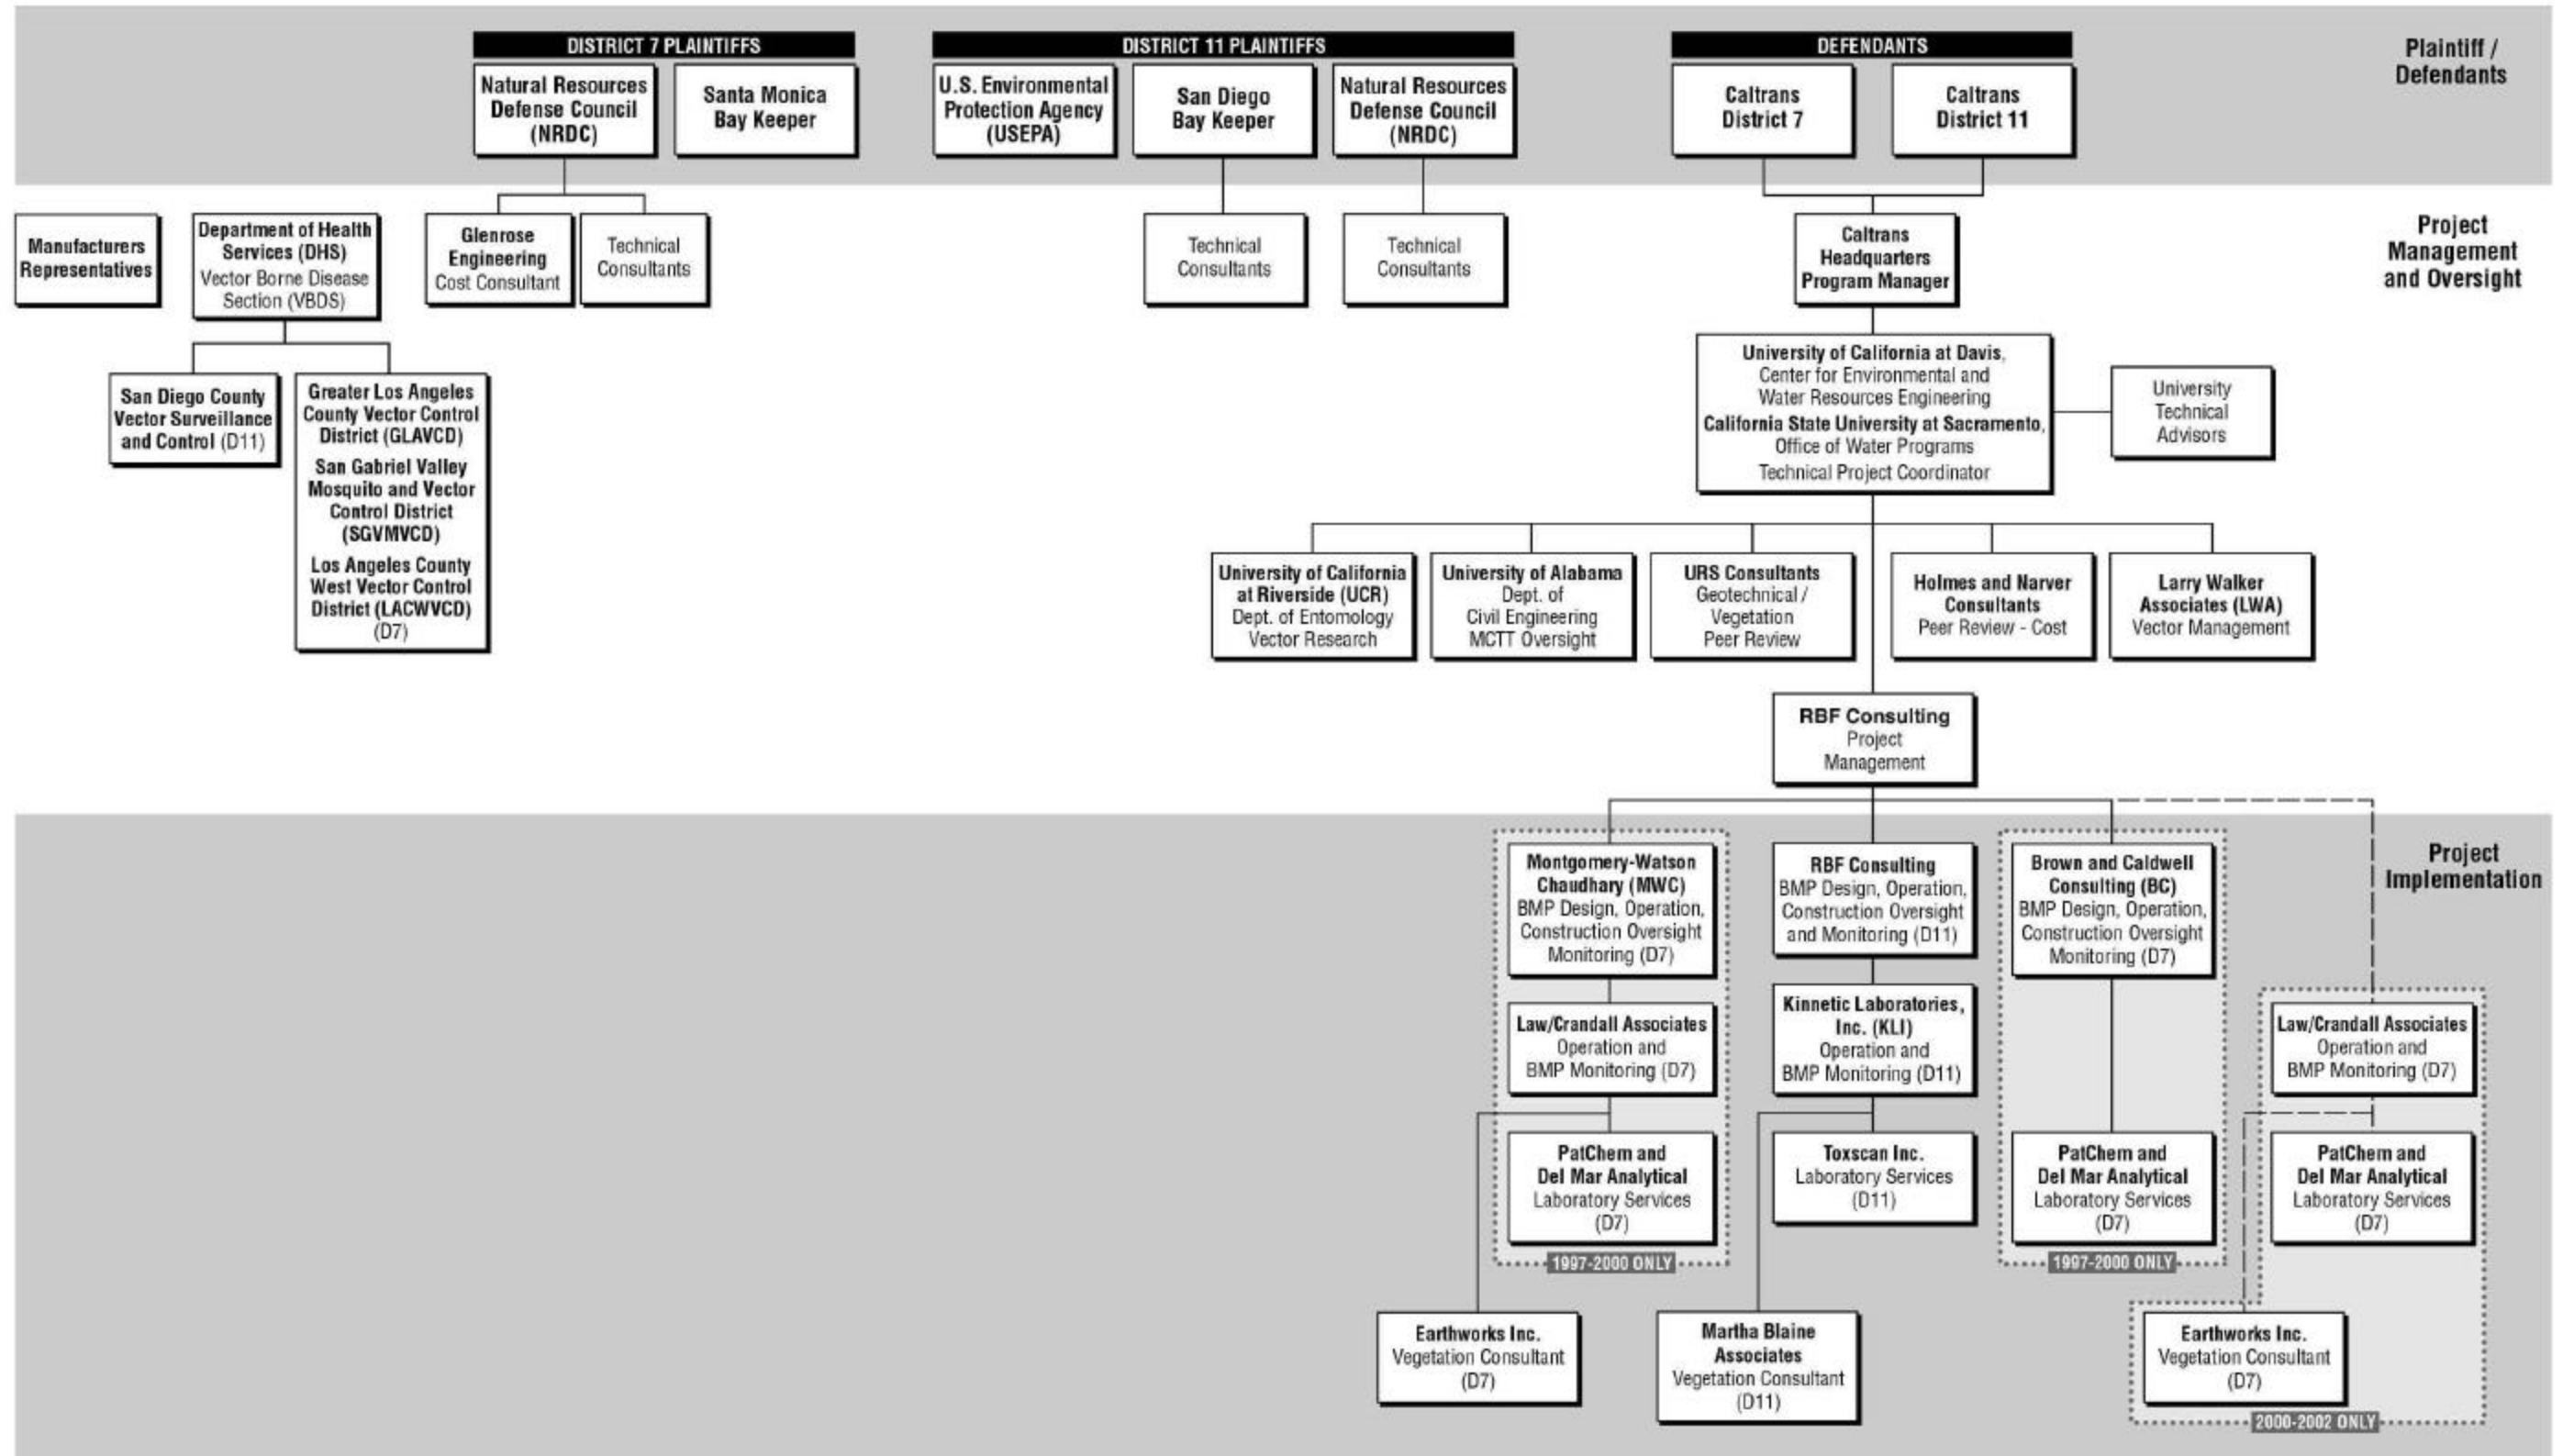 DISTRICT 7 PLAINTIFFS
Natural Resources
Defense Council
(NRDC)
Santa Monica
Bay Keeper
DISTRICT 11 PLAINTIFFS
U.S. Environmental
Protection Agency
(USEPA)
San Diego
Bay Keeper
Natural Resources
Defense Council
(NRDC)
DEFENDANTS
Caltrans
District 7
Caltrans
District 11
Plaintiff /
Defendants
Manufacturers
Representatives
Department of Health
Services (DHS)
Vector Borne Disease
Section (VBDS)
Glenrose
Engineering
Cost Consultant
Technical
Consultants
Technical
Consultants
Technical
Consultants
Caltrans
Headquarters
Program Manager
Project
Management
and Oversight
San Diego County
Vector Surveillance
and Control (D11)
Greater Los Angeles
County Vector Control
District (GLAVCD)
San Gabriel Valley
Mosquito and Vector
Control District
(SGVMVCD)
Los Angeles County
West Vector Control
District (LACWVCD)
(D7)
University of California at Davis,
Center for Environmental and
Water Resources Engineering
California State University at Sacramento,
Office of Water Programs
Technical Project Coordinator
University
Technical
Advisors
University of California
at Riverside (UCR)
Dept. of Entomology
Vector Research
University of Alabama
Dept. of
Civil Engineering
MCTT Oversight
URS Consultants
Geotechnical /
Vegetation
Peer Review
Holmes and Narver
Consultants
Peer Review - Cost
Larry Walker
Associates (LWA)
Vector Management
RBF Consulting
Project
Management
Project
Implementation
Montgomery-Watson
Chaudhary (MWC)
BMP Design, Operation,
Construction Oversight
Monitoring (D7)
RBF Consulting
BMP Design, Operation,
Construction Oversight
and Monitoring (D11)
Brown and Caldwell
Consulting (BC)
BMP Design, Operation,
Construction Oversight
Monitoring (D7)
Law/Crandall Associates
Operation and
BMP Monitoring (D7)
Kinnetic Laboratories,
Inc. (KLI)
Operation and
BMP Monitoring (D11)
Law/Crandall Associates
Operation and
BMP Monitoring (D7)
PatChem and
Del Mar Analytical
Laboratory Services
(D7)
1997-2000 ONLY
Toxscan Inc.
Laboratory Services
(D11)
PatChem and
Del Mar Analytical
Laboratory Services
(D7)
1997-2000 ONLY
PatChem and
Del Mar Analytical
Laboratory Services
(D7)
Earthworks Inc.
Vegetation Consultant
(D7)
Martha Blaine
Associates
Vegetation Consultant
(D11)
Earthworks Inc.
Vegetation Consultant
(D7)
2000-2002 ONLY